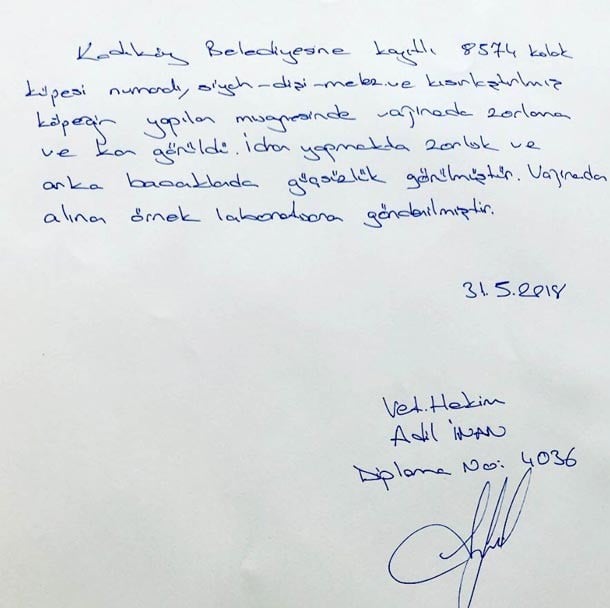 Kadıköy Belediyesine kayıtlı 8574 kulak
küpesi numaralı, siyah-dişi-melez ve kısırlaştırılmış
köpeğin yapılan muayenesinde vajinada zorlama
ve kan görüldü. İdrar yapmakta zorluk ve
arka bacaklarda güçsüzlük görülmüştür. Vajinadan
alınan örnek laboratuvara gönderilmiştir.
31.5.2018
Vet. Hekim
Adil İNAN
Diploma No: 4036